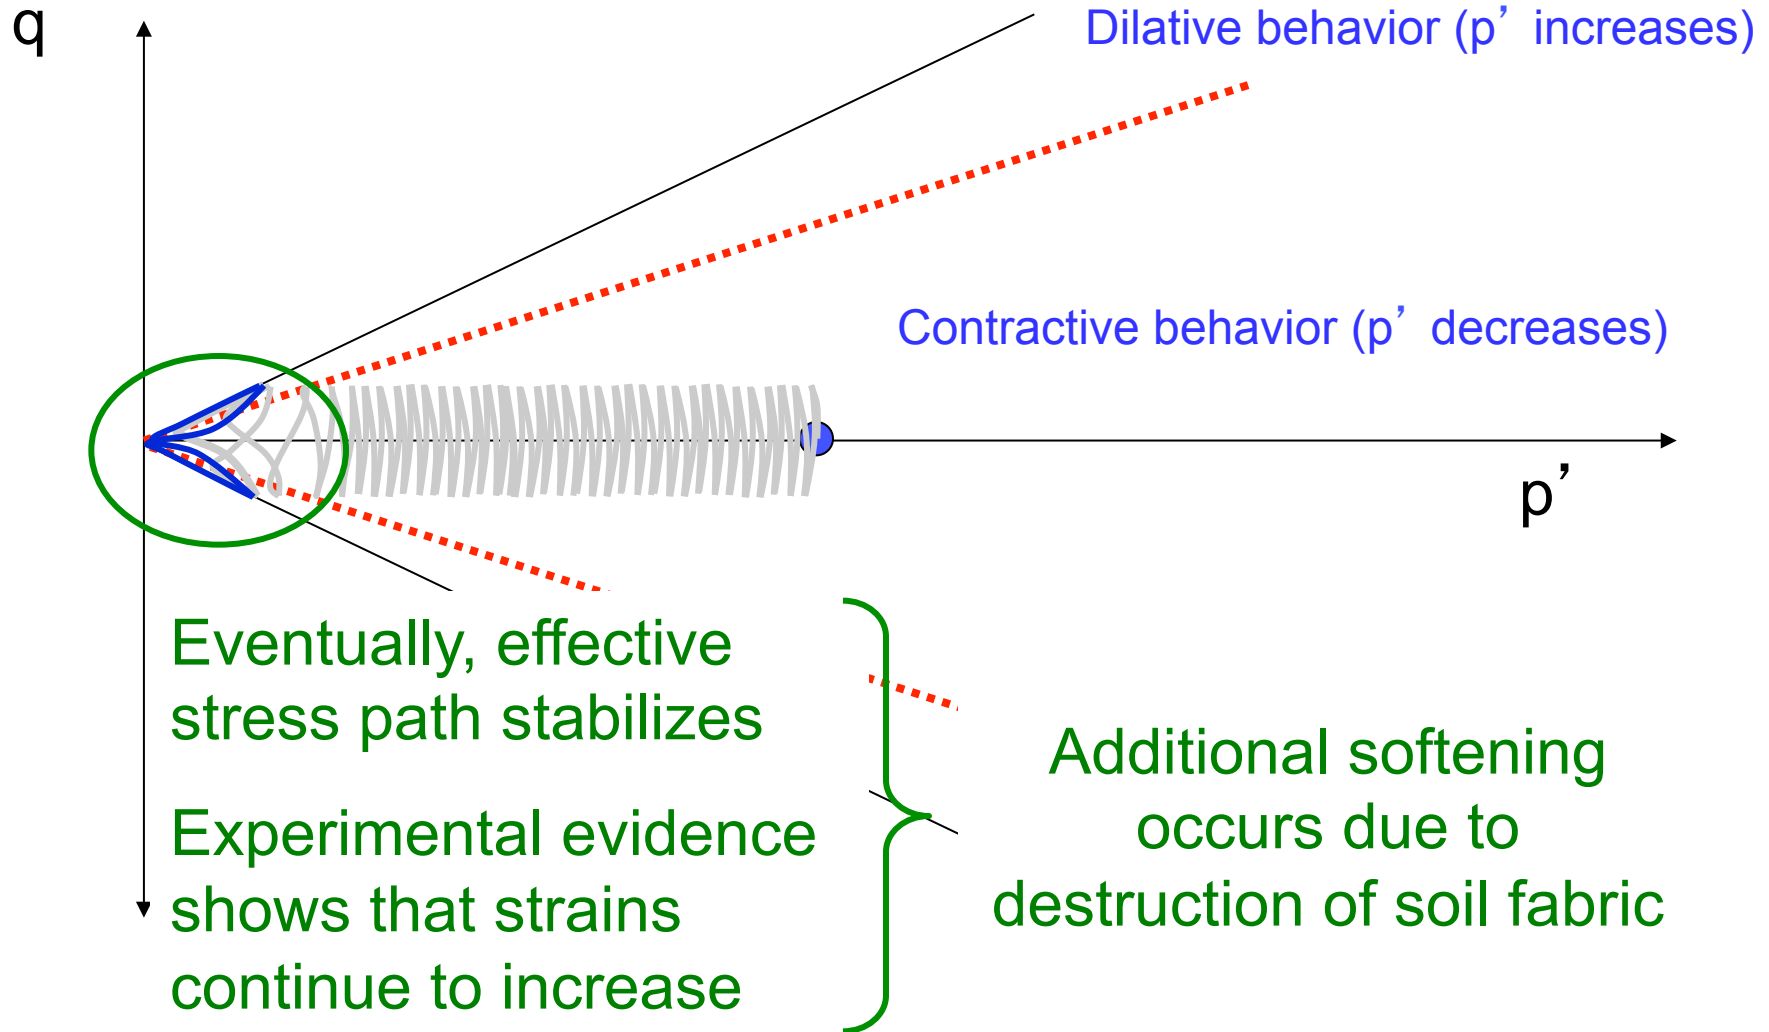 q
Dilative behavior (p’ increases)
Contractive behavior (p’ decreases)
p’
Eventually, effective
stress path stabilizes
Experimental evidence
shows that strains
continue to increase
Additional softening
occurs due to
destruction of soil fabric